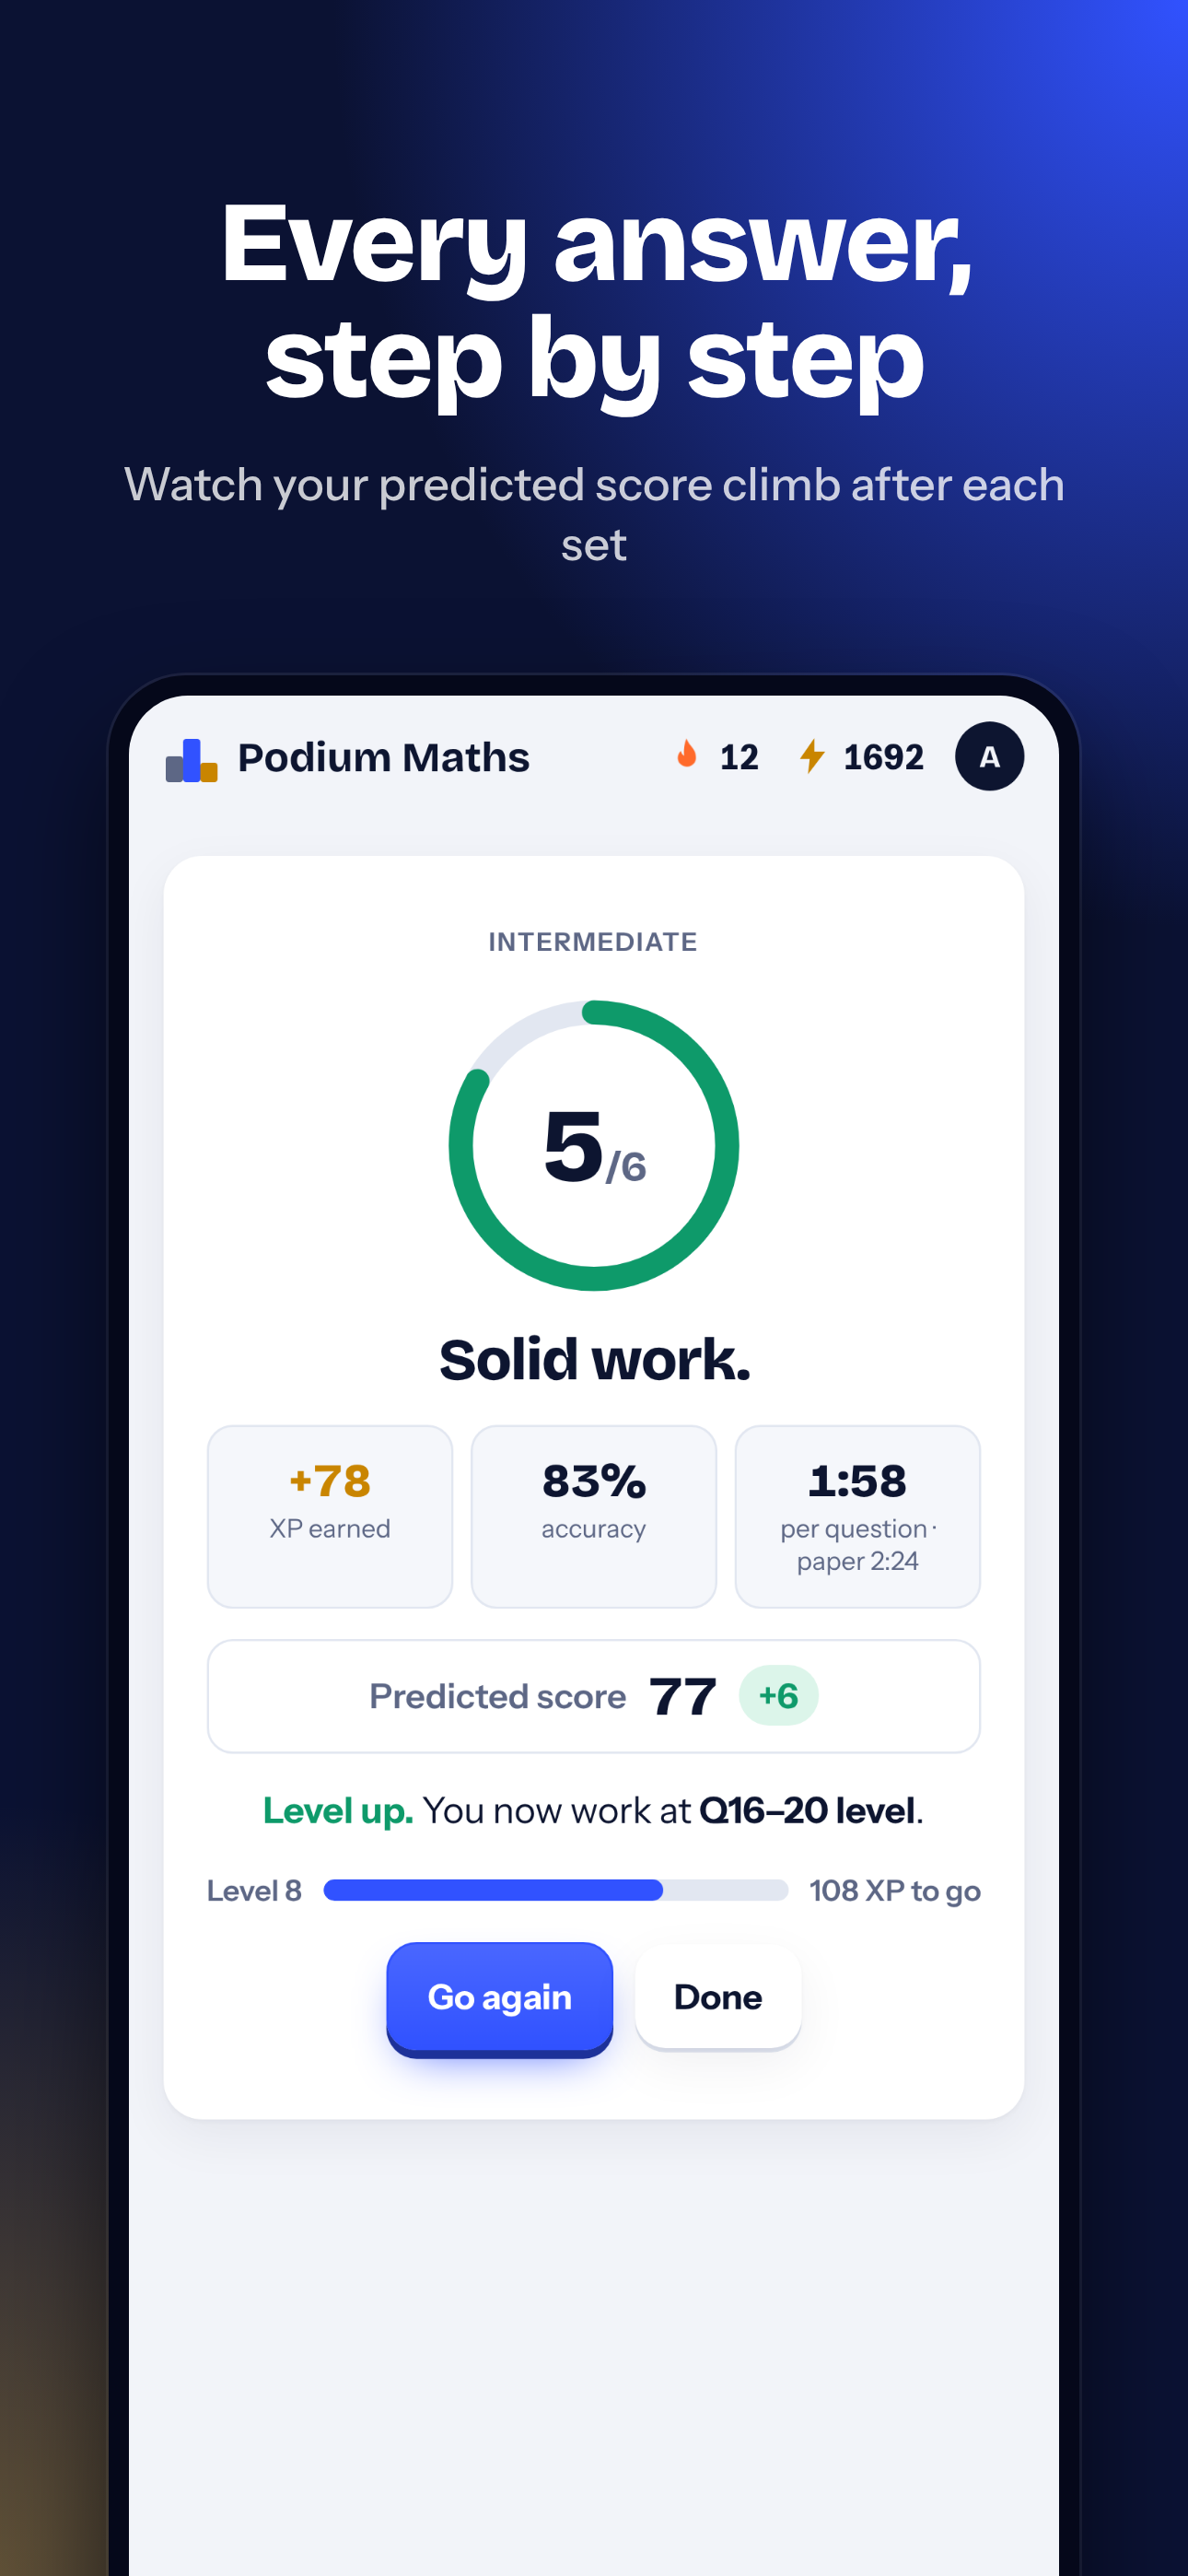 Every answer,
step by step
Watch your predicted score climb after each
set
Podium Maths 12 1692 A
INTERMEDIATE
5/6
Solid work.
+78 83% 1:58
XP earned accuracy per question ·
paper 2:24
Predicted score 77 +6
Level up. You now work at Q16–20 level.
Level 8 108 XP to go
Go again Done